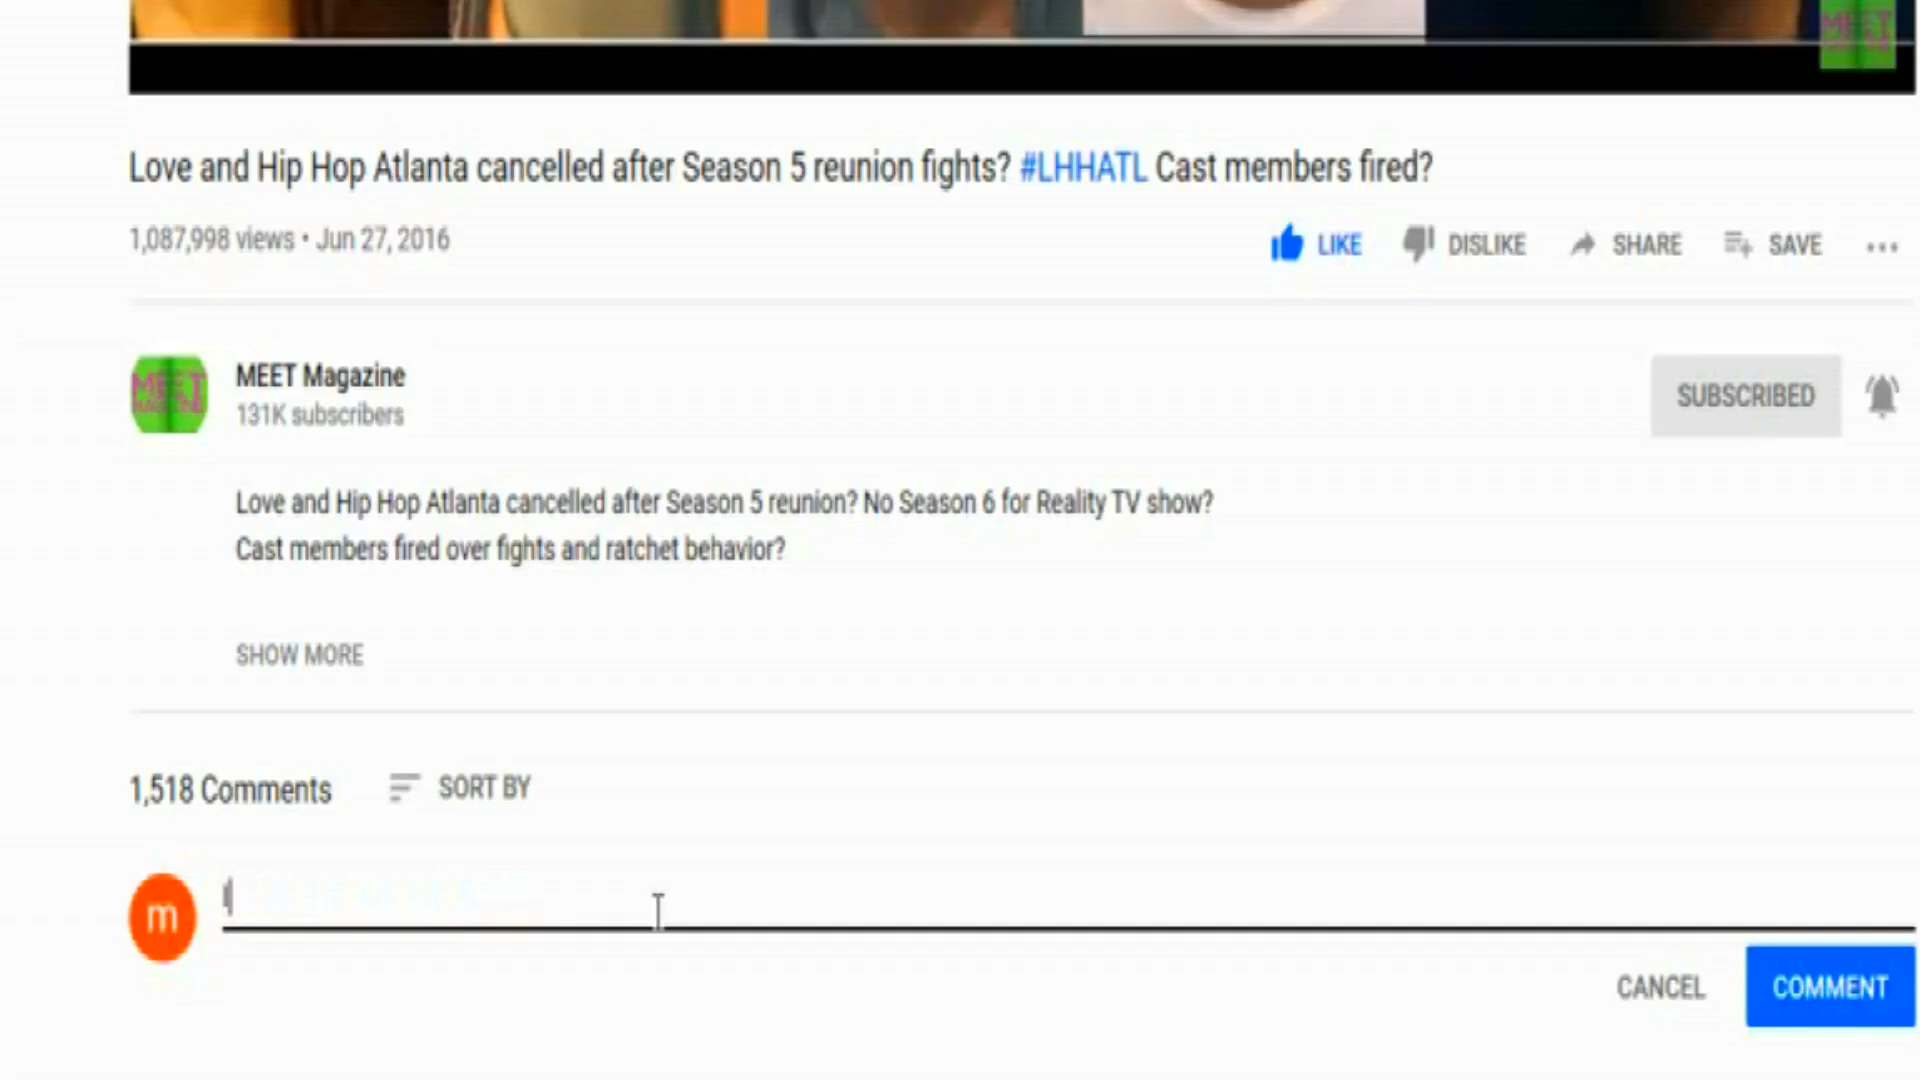 MEET
Love and Hip Hop Atlanta cancelled after Season 5 reunion fights? #LHHATL Cast members fired?
1,087,998 views • Jun 27, 2016
LIKE DISLIKE SHARE SAVE
MEET
MEET Magazine
131K subscribers
SUBSCRIBED
Love and Hip Hop Atlanta cancelled after Season 5 reunion? No Season 6 for Reality TV show?
Cast members fired over fights and ratchet behavior?
SHOW MORE
1,518 Comments SORT BY
m
CANCEL COMMENT